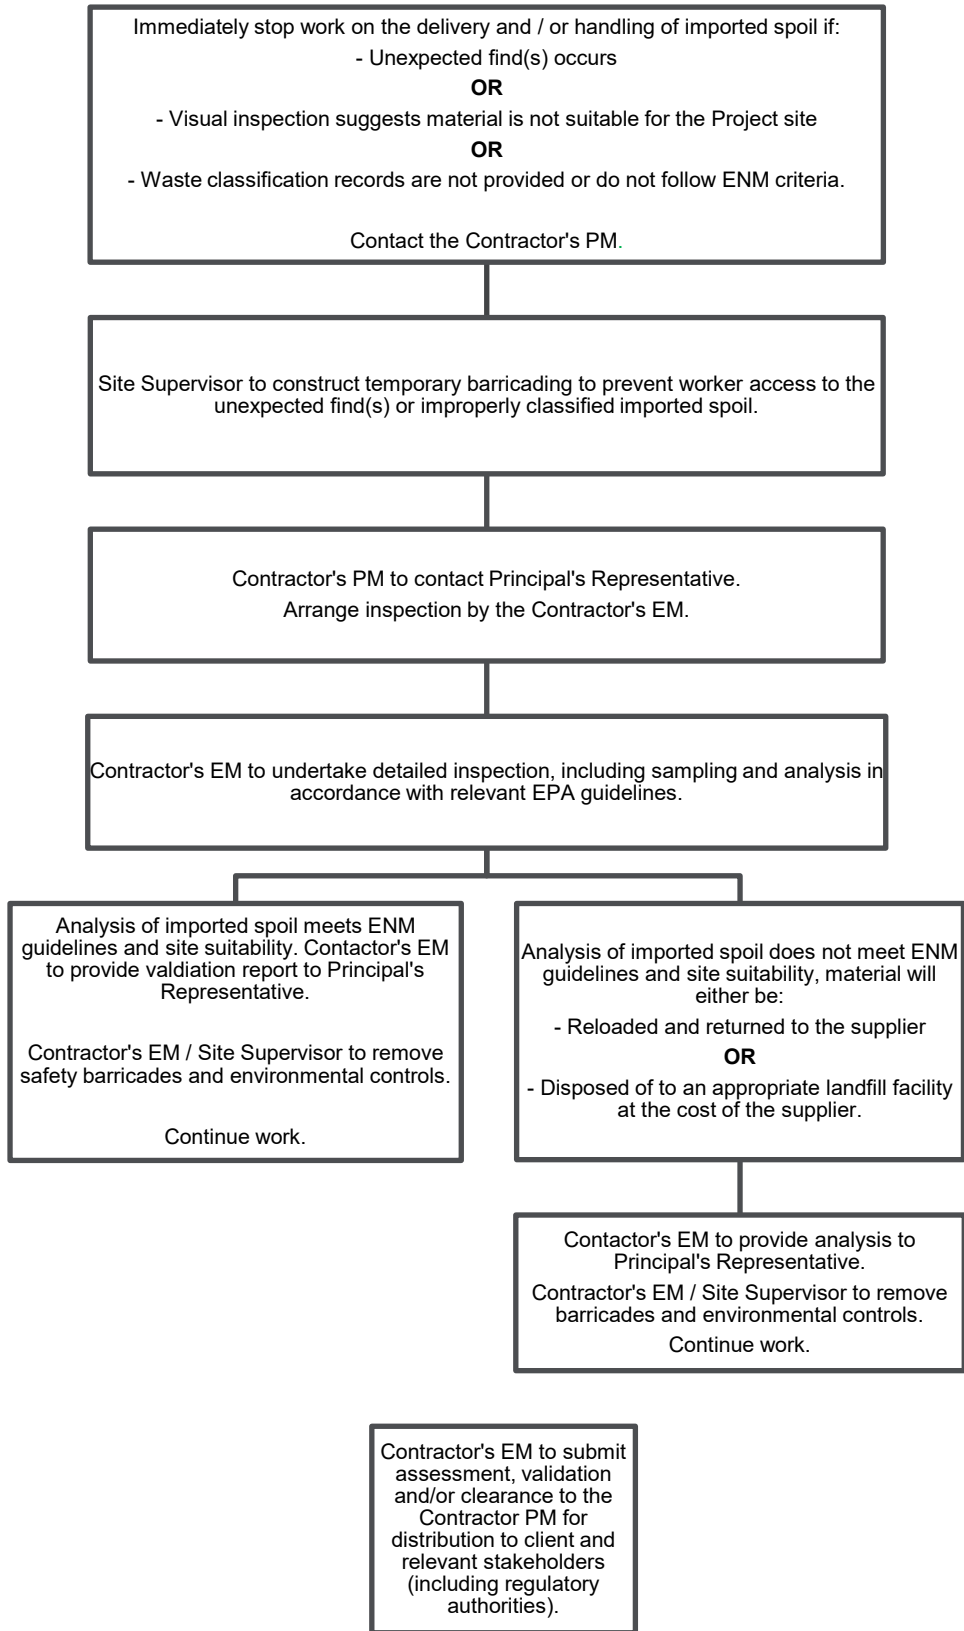 Immediately stop work on the delivery and / or handling of imported spoil if:
- Unexpected find(s) occurs
OR
- Visual inspection suggests material is not suitable for the Project site
OR
- Waste classification records are not provided or do not follow ENM criteria.
Contact the Contractor's PM.
Site Supervisor to construct temporary barricading to prevent worker access to the
unexpected find(s) or improperly classified imported spoil.
Contractor's PM to contact Principal's Representative.
Arrange inspection by the Contractor's EM.
Contractor's EM to undertake detailed inspection, including sampling and analysis in
accordance with relevant EPA guidelines.
Analysis of imported spoil meets ENM
guidelines and site suitability. Contactor's EM
to provide valdiation report to Principal's
Representative.
Contractor's EM / Site Supervisor to remove
safety barricades and environmental controls.
Continue work.
Analysis of imported spoil does not meet ENM
guidelines and site suitability, material will
either be:
- Reloaded and returned to the supplier
OR
- Disposed of to an appropriate landfill facility
at the cost of the supplier.
Contactor's EM to provide analysis to
Principal's Representative.
Contractor's EM / Site Supervisor to remove
barricades and environmental controls.
Continue work.
Contractor's EM to submit
assessment, validation
and/or clearance to the
Contractor PM for
distribution to client and
relevant stakeholders
(including regulatory
authorities).